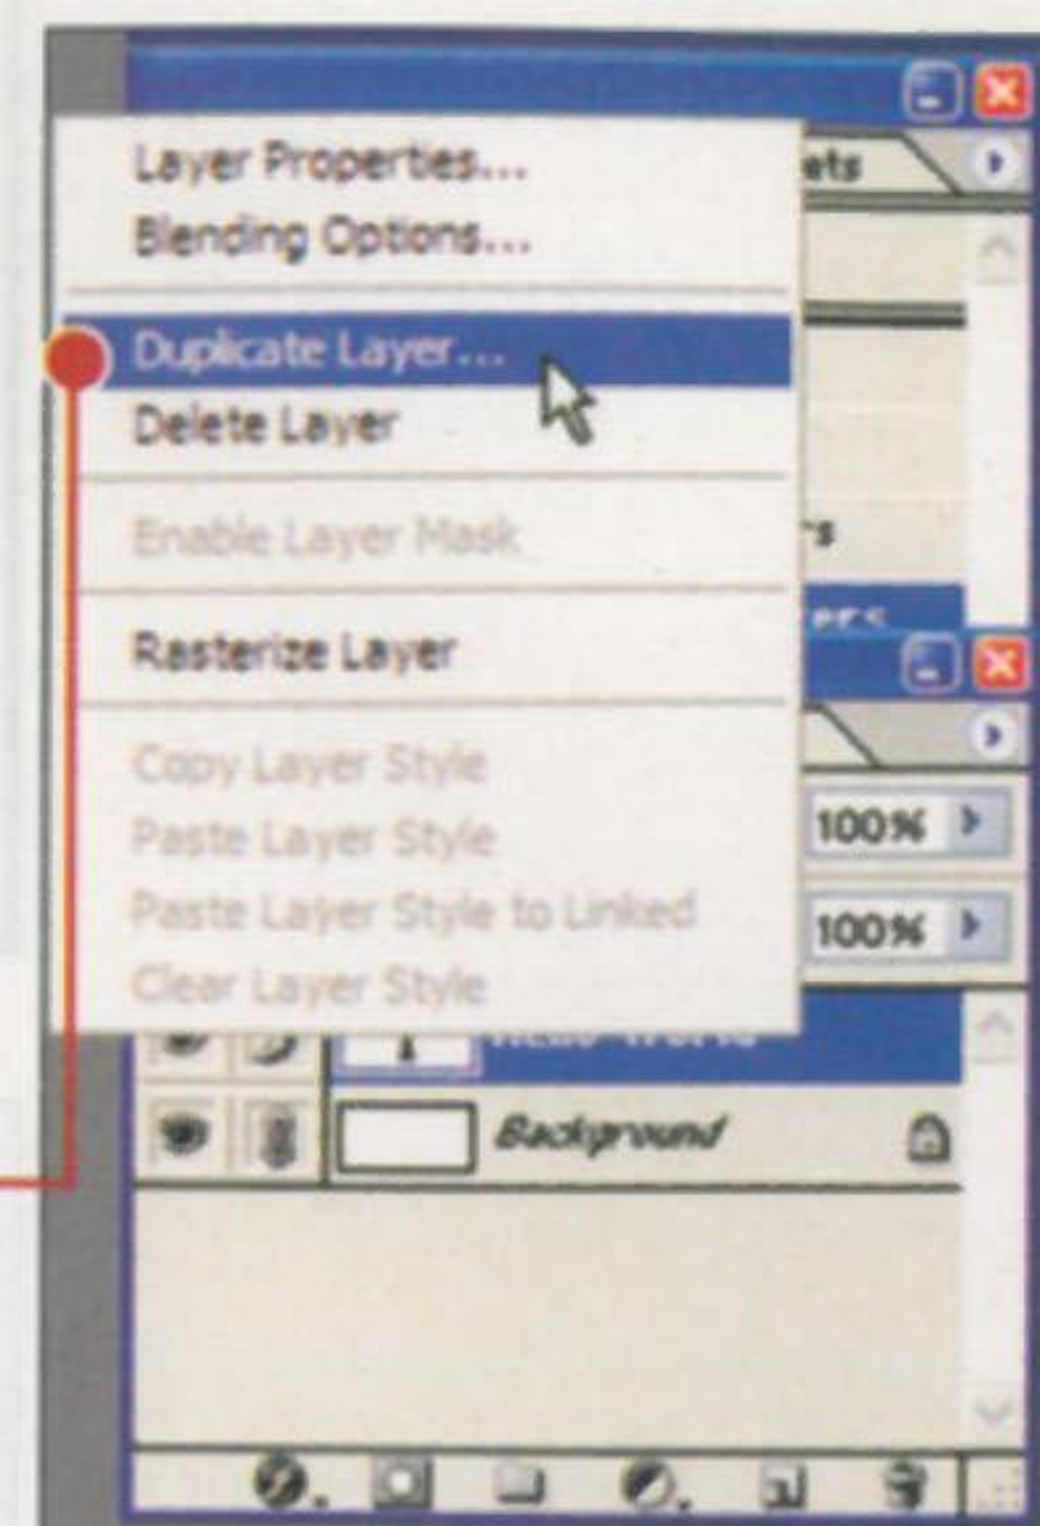 Layer Properties...
ets
Blending Options...
Duplicate Layer...
Delete Layer
Enable Layer Mask
Rasterize Layer
Copy Layer Style
Paste Layer Style
100%
Paste Layer Style to Linked
100%
Clear Layer Style
Background